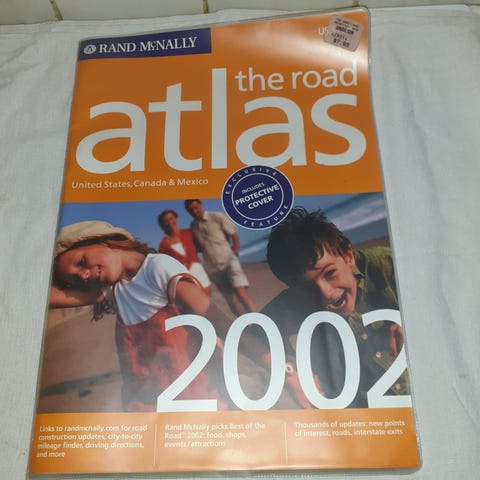 RAND McNALLY
the road
atlas
United States, Canada & Mexico
EXCLUSIVE
INCLUDES
PROTECTIVE
COVER
FEATURE
2002
Links to randmcnally.com for road
construction updates, city-to-city
mileage finder, driving directions,
and more
Rand McNally picks Best of the
Road™ 2002: food, shops,
events/attractions
Thousands of updates: new points
of interest, roads, interstate exits